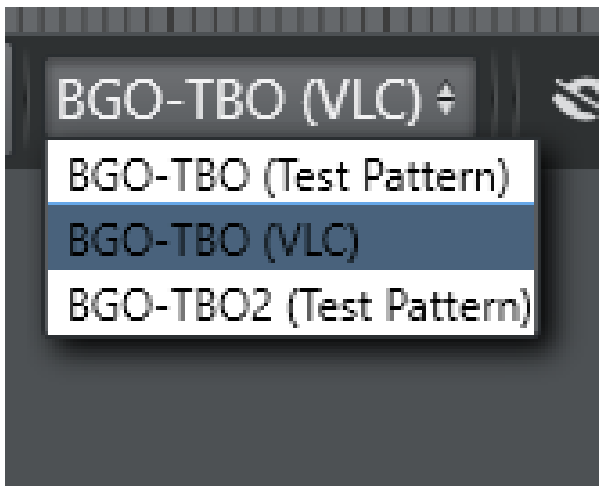 BGO-TBO (VLC)
BGO-TBO (Test Pattern)
BGO-TBO (VLC)
BGO-TBO2 (Test Pattern)